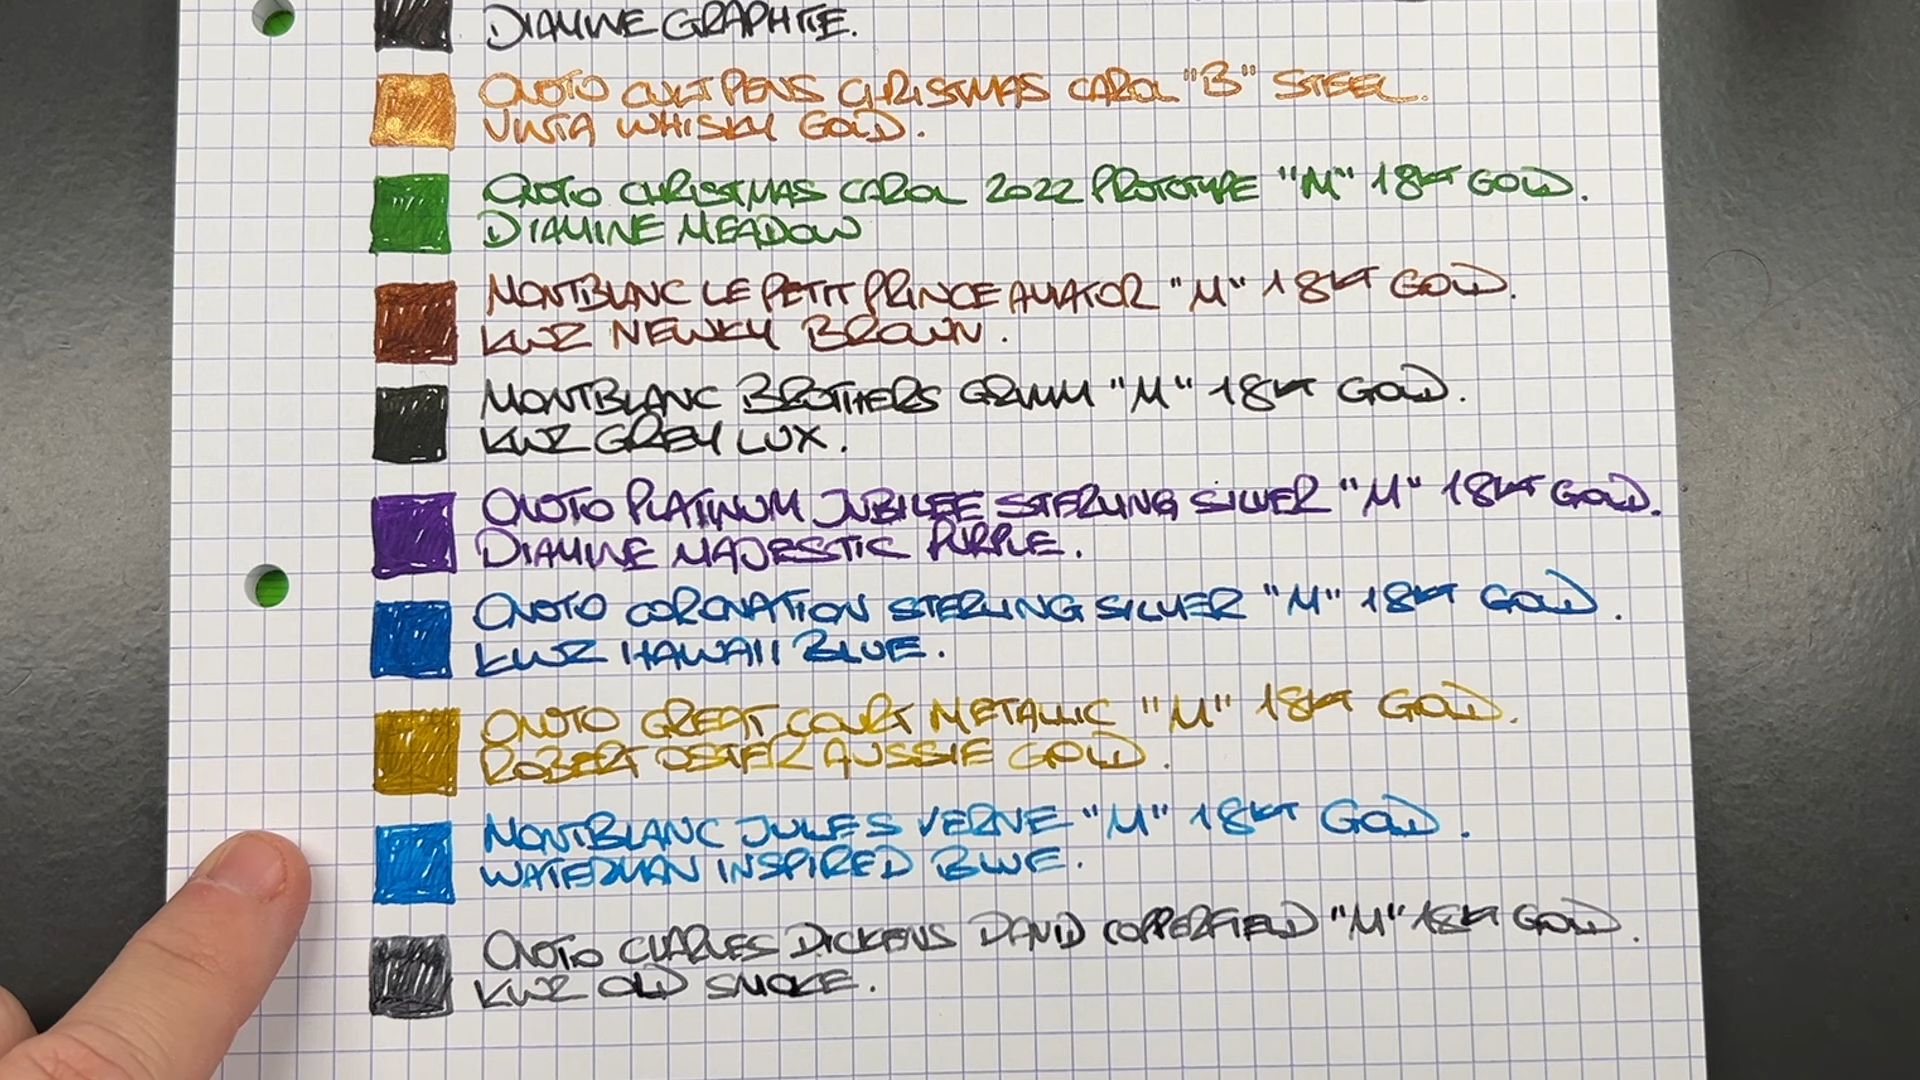 DIAMINE GRAPHITE.
ONOTO CULT PENS CHRISTMAS CAROL "B" STEEL.
VINTA WHISKY GOLD.
ONOTO CHRISTMAS CAROL 2022 PROTOTYPE "M" 18KT GOLD.
DIAMINE MEADOW
MONTBLANC LE PETIT PRINCE AVIATOR "M" 18KT GOLD.
KWZ NEWKY BROWN.
MONTBLANC BROTHERS GRIMM "M" 18KT GOLD.
KWZ GREY LUX.
ONOTO PLATINUM JUBILEE STERLING SILVER "M" 18KT GOLD.
DIAMINE MAJESTIC PURPLE.
ONOTO CORONATION STERLING SILVER "M" 18KT GOLD.
KWZ HAWAII BLUE.
ONOTO GREAT COURT METALLIC "M" 18KT GOLD.
ROBERT OSTER AUSSIE GOLD.
MONTBLANC JULES VERNE "M" 18KT GOLD.
WATERMAN INSPIRED BLUE.
ONOTO CHARLES DICKENS DAVID COPPERFIELD "M" 18KT GOLD.
KWZ OLD SMOKE.